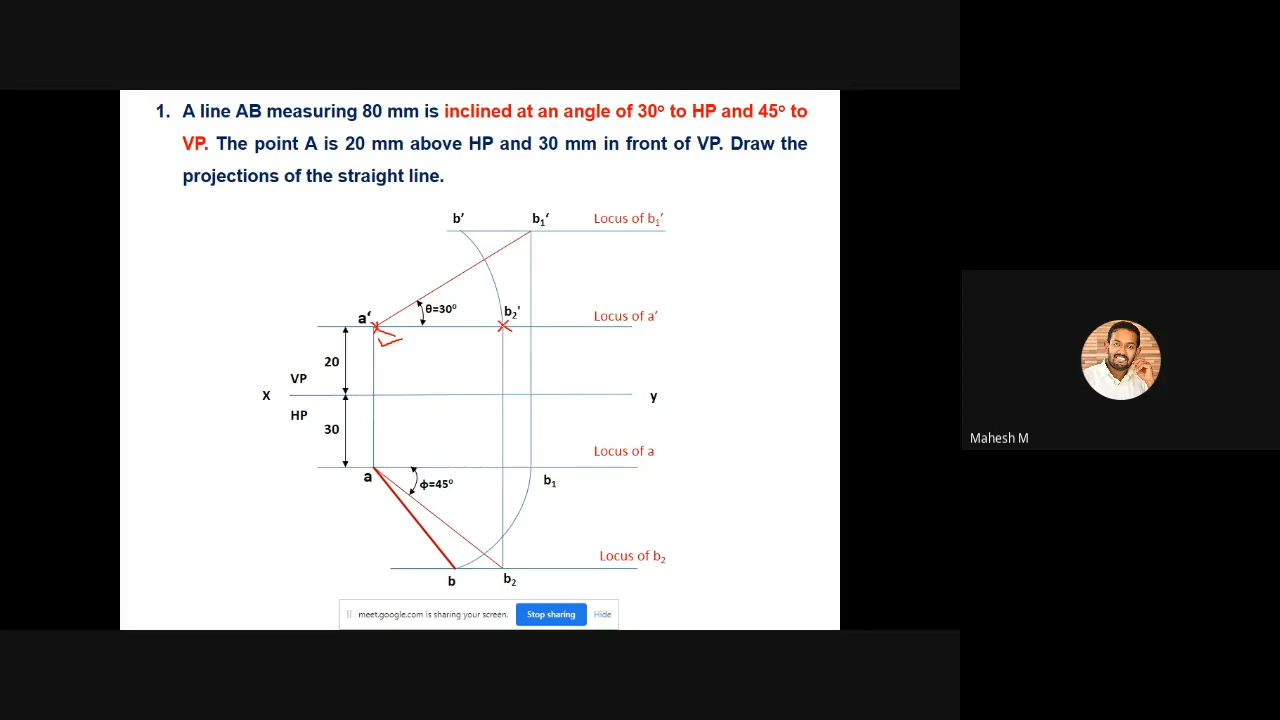 1. A line AB measuring 80 mm is inclined at an angle of 30° to HP and 45° to
VP. The point A is 20 mm above HP and 30 mm in front of VP. Draw the
projections of the straight line.
b′ b₁‘ Locus of b₁′
a‘ θ=30° b₂' Locus of a′
20
VP
X y
HP
30
Locus of a
a ϕ=45° b₁
Locus of b₂
b b₂
meet.google.com is sharing your screen. Stop sharing Hide
Mahesh M